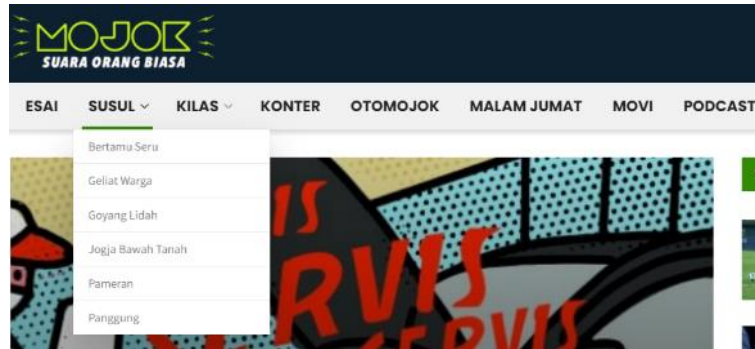 MOJOK
SUARA ORANG BIASA
ESAI SUSUL KILAS KONTER OTOMOJOK MALAM JUMAT MOVI PODCAST
Bertamu Seru
Geliat Warga
Goyang Lidah
Jogja Bawah Tanah
Pameran
Panggung
SERVIS